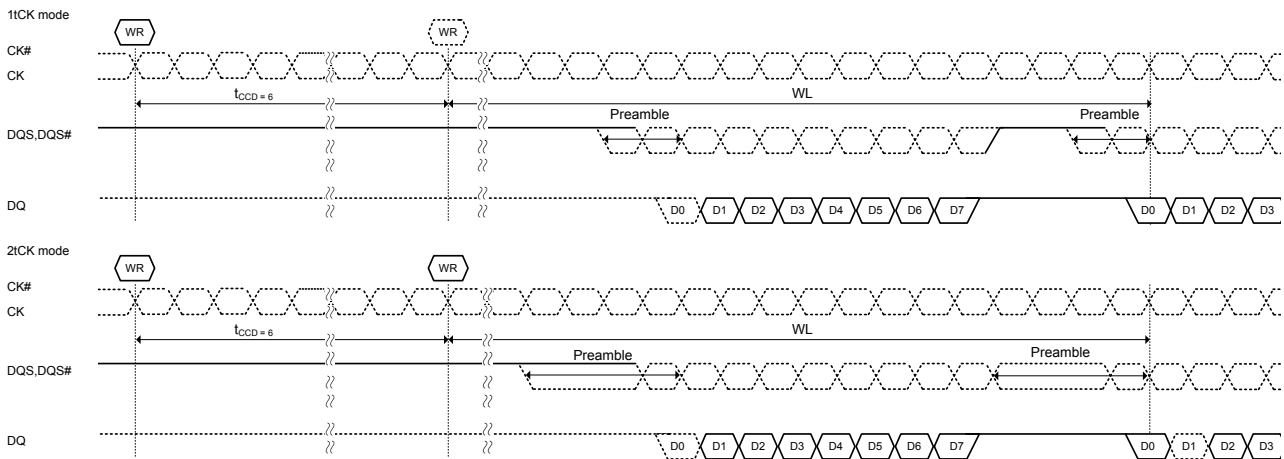 1tCK mode
WR WR
CK#
CK
tCCD = 6 WL
Preamble Preamble
DQS,DQS#
DQ D0 D1 D2 D3 D4 D5 D6 D7 D0 D1 D2 D3
2tCK mode
WR WR
CK#
CK
tCCD = 6 WL
Preamble Preamble
DQS,DQS#
DQ D0 D1 D2 D3 D4 D5 D6 D7 D0 D1 D2 D3